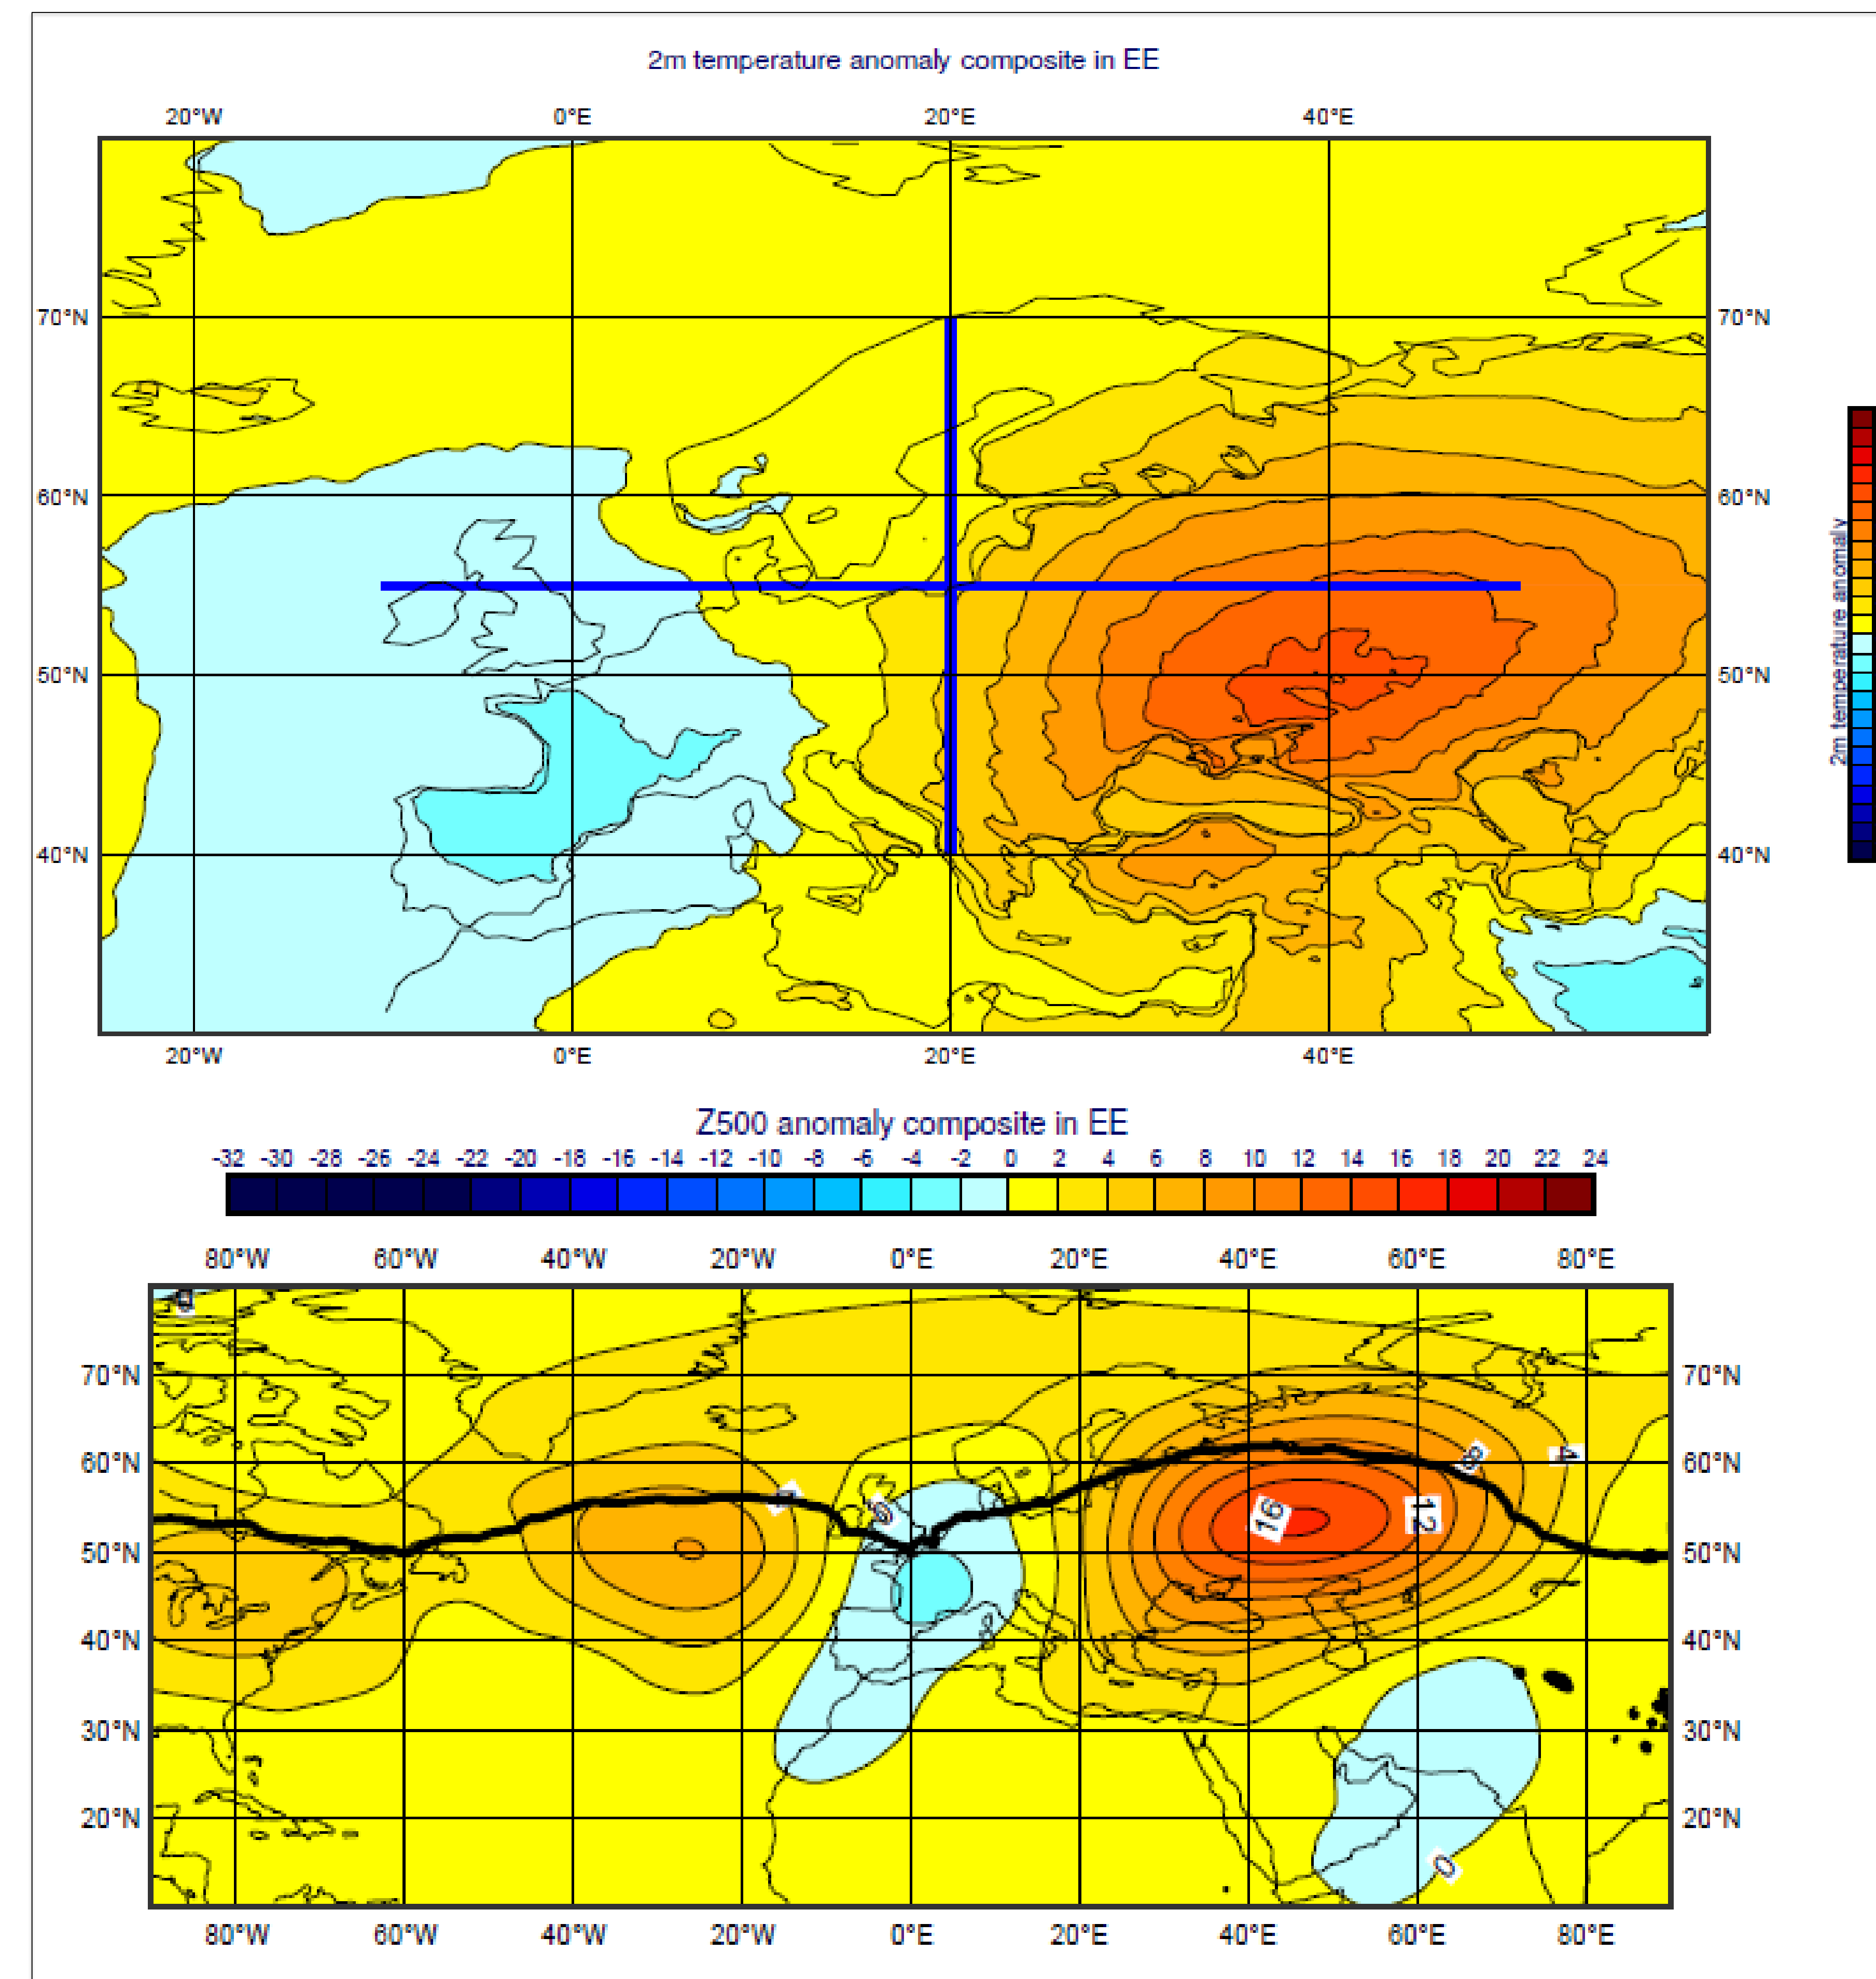 2m temperature anomaly composite in EE
20°W 0°E 20°E 40°E
70°N 70°N
60°N 60°N
50°N 50°N
40°N 40°N
2m temperature anomaly
20°W 0°E 20°E 40°E
Z500 anomaly composite in EE
-32 -30 -28 -26 -24 -22 -20 -18 -16 -14 -12 -10 -8 -6 -4 -2 0 2 4 6 8 10 12 14 16 18 20 22 24
80°W 60°W 40°W 20°W 0°E 20°E 40°E 60°E 80°E
70°N 70°N
60°N 8 4 60°N
0 16 12
50°N 50°N
40°N 40°N
30°N 30°N
20°N 20°N
0
80°W 60°W 40°W 20°W 0°E 20°E 40°E 60°E 80°E